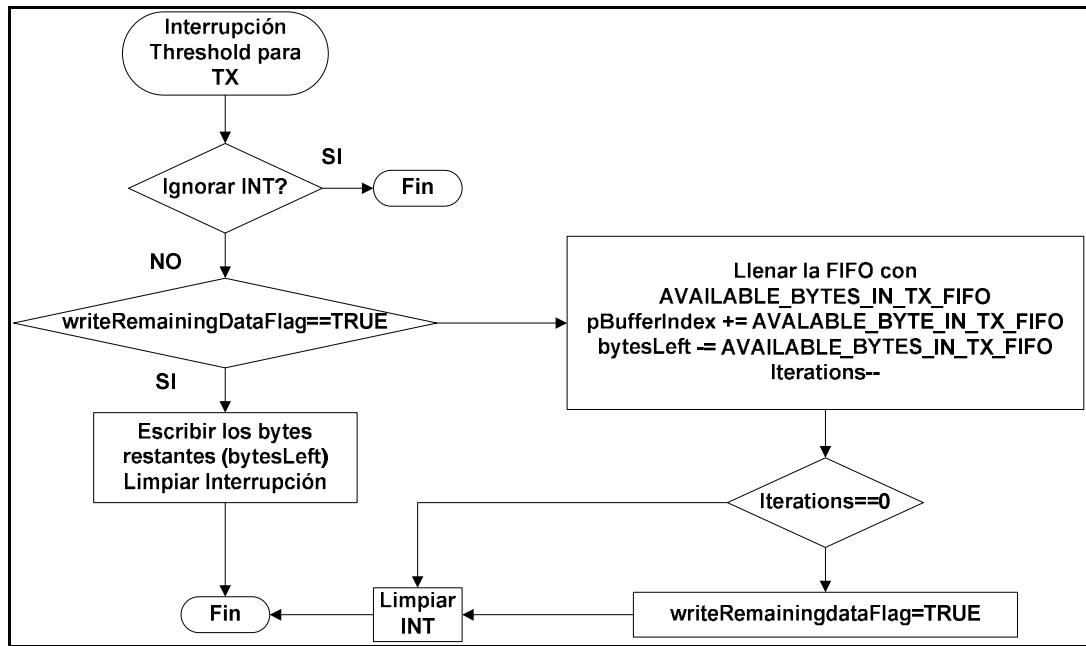 Interrupción
Threshold para
TX
SI
Ignorar INT?
Fin
NO
writeRemainingDataFlag==TRUE
Llenar la FIFO con
AVAILABLE_BYTES_IN_TX_FIFO
pBufferIndex += AVALABLE_BYTE_IN_TX_FIFO
bytesLeft -= AVAILABLE_BYTES_IN_TX_FIFO
Iterations--
SI
Escribir los bytes
restantes (bytesLeft)
Limpiar Interrupción
Iterations==0
Fin
Limpiar
INT
writeRemainingdataFlag=TRUE